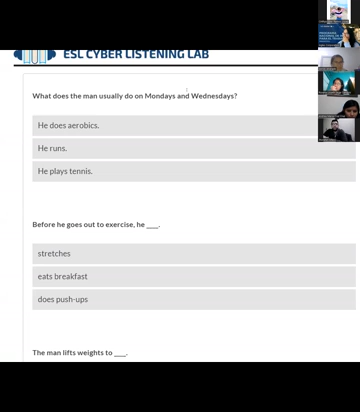 ESL CYBER LISTENING LAB
What does the man usually do on Mondays and Wednesdays?
He does aerobics.
He runs.
He plays tennis.
Before he goes out to exercise, he ____.
stretches
eats breakfast
does push-ups
The man lifts weights to ____.